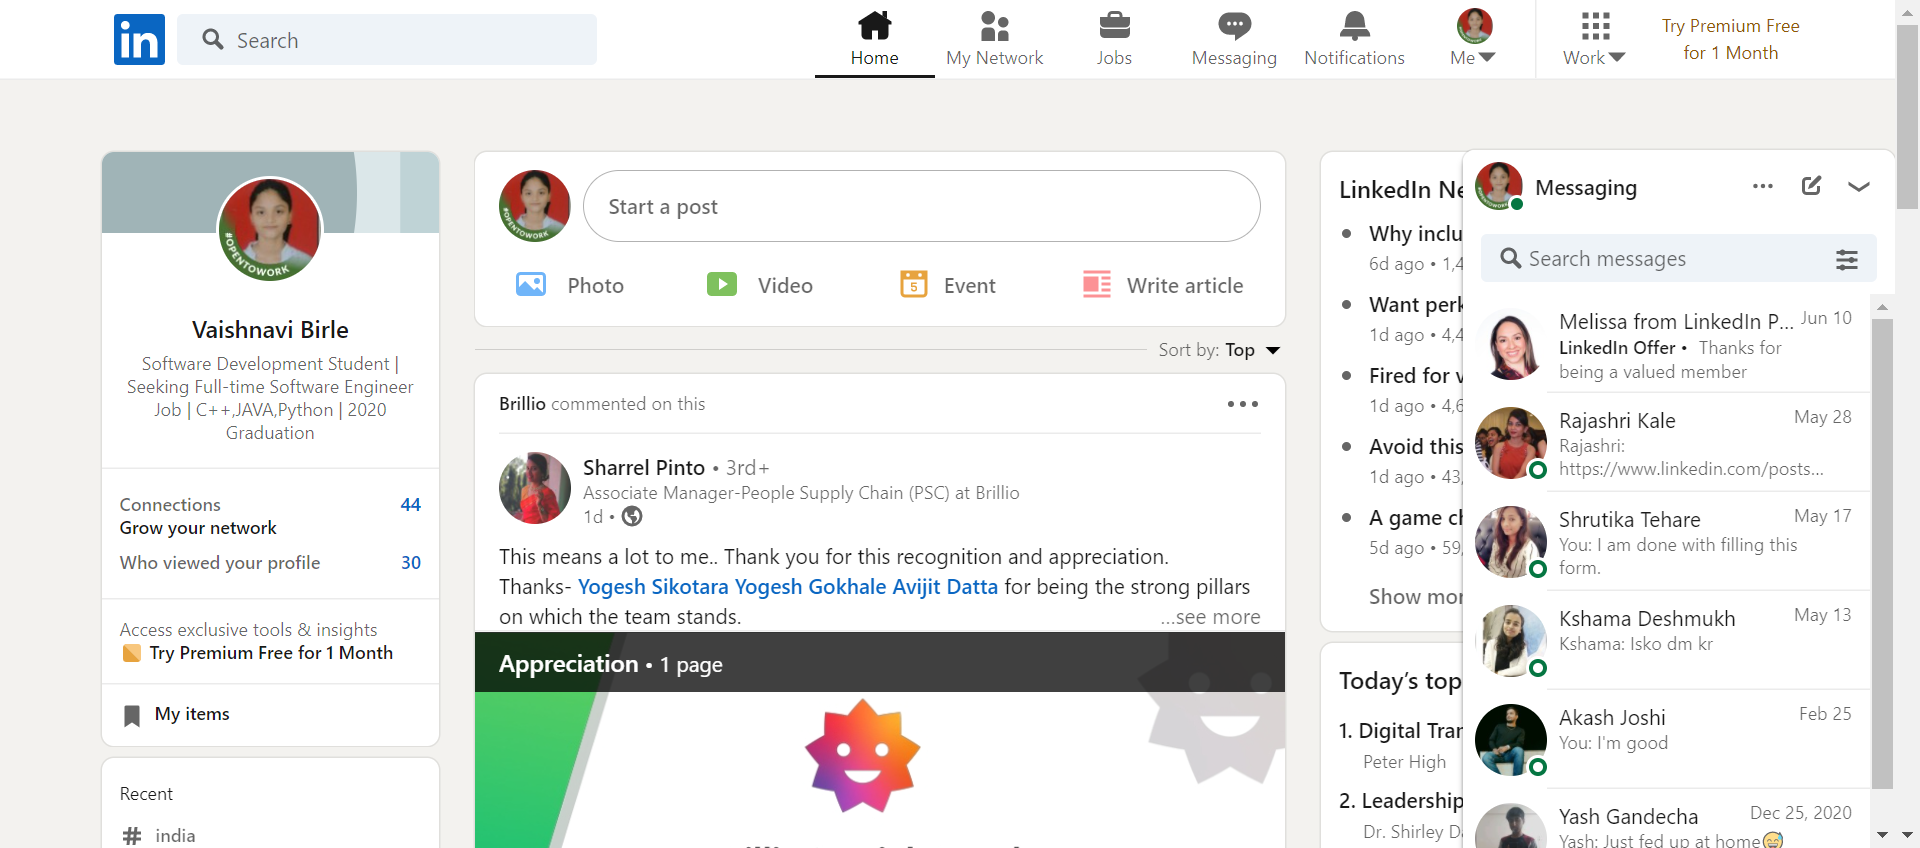 in
Search
Home
My Network
Jobs
Messaging
Notifications
Me
Work
Try Premium Free
for 1 Month
#OPENTOWORK
Vaishnavi Birle
Software Development Student |
Seeking Full-time Software Engineer
Job | C++,JAVA,Python | 2020
Graduation
Connections 44
Grow your network
Who viewed your profile 30
Access exclusive tools & insights
Try Premium Free for 1 Month
My items
Recent
# india
#OPENTOWORK
Start a post
Photo
Video
5
Event
Write article
Sort by: Top
Brillio commented on this
Sharrel Pinto • 3rd+
Associate Manager-People Supply Chain (PSC) at Brillio
1d •
This means a lot to me.. Thank you for this recognition and appreciation.
Thanks- Yogesh Sikotara Yogesh Gokhale Avijit Datta for being the strong pillars
on which the team stands.
...see more
Appreciation • 1 page
LinkedIn Ne
Why inclu
6d ago • 1,4
Want perk
1d ago • 4,4
Fired for v
1d ago • 4,6
Avoid this
1d ago • 43,
A game ch
5d ago • 59,
Show mor
Today's top
1. Digital Tran
Peter High
2. Leadership
Dr. Shirley Da
Messaging
Search messages
Melissa from LinkedIn P... Jun 10
LinkedIn Offer • Thanks for
being a valued member
Rajashri Kale May 28
Rajashri:
https://www.linkedin.com/posts...
Shrutika Tehare May 17
You: I am done with filling this
form.
Kshama Deshmukh May 13
Kshama: Isko dm kr
Akash Joshi Feb 25
You: I'm good
Yash Gandecha Dec 25, 2020
Yash: Just fed up at home😅